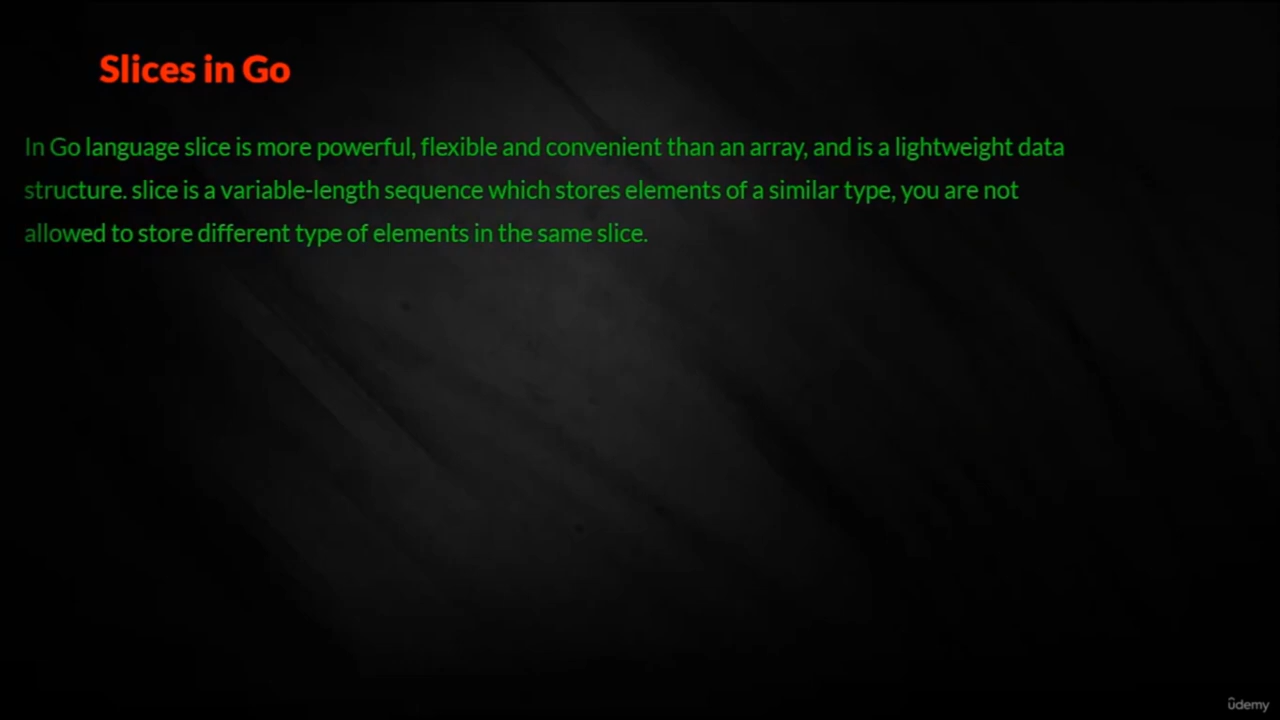 Slices in Go
In Go language slice is more powerful, flexible and convenient than an array, and is a lightweight data
structure. slice is a variable-length sequence which stores elements of a similar type, you are not
allowed to store different type of elements in the same slice.
ûdemy